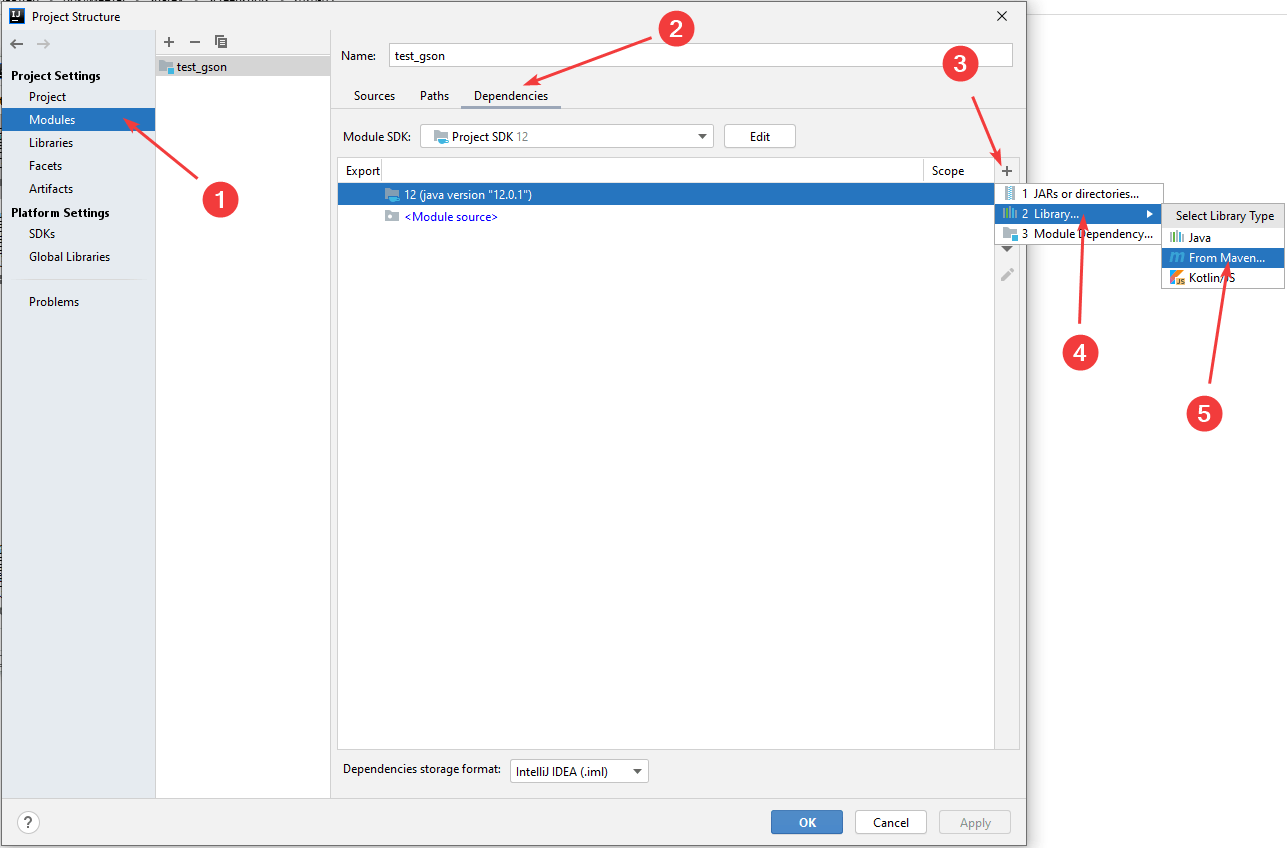 Project Structure
Project Settings
Project
Modules
Libraries
Facets
Artifacts
Platform Settings
SDKs
Global Libraries
Problems
test_gson
Name: test_gson
Sources Paths Dependencies
Module SDK: Project SDK 12 Edit
Export Scope
12 (java version "12.0.1")
<Module source>
1 JARs or directories...
2 Library...
3 Module Dependency...
Select Library Type
Java
From Maven...
Kotlin/JS
1
2
3
4
5
Dependencies storage format: IntelliJ IDEA (.iml)
? OK Cancel Apply